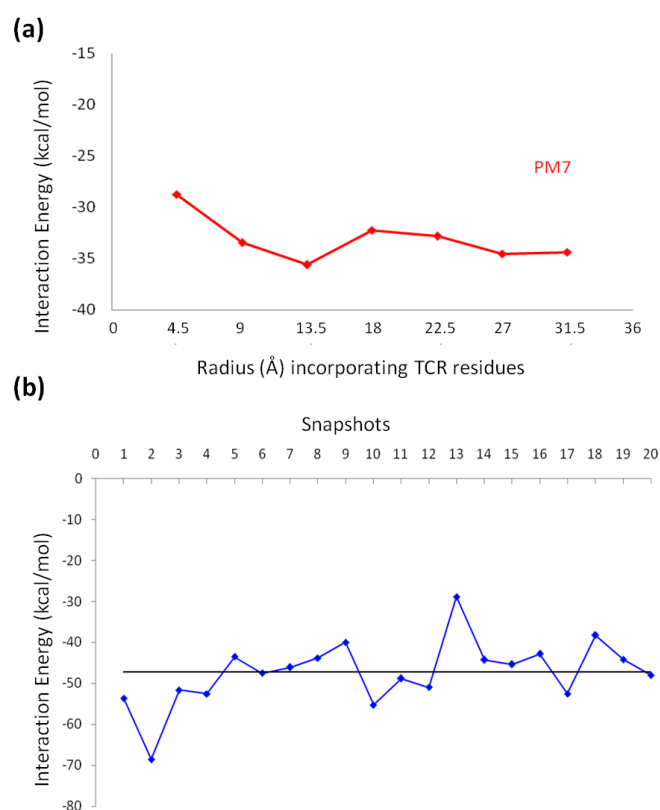 (a)
Interaction Energy (kcal/mol)
-15
-20
-25
-30
-35
-40
PM7
0 4.5 9 13.5 18 22.5 27 31.5 36
Radius (Å) incorporating TCR residues
(b)
Snapshots
0 1 2 3 4 5 6 7 8 9 10 11 12 13 14 15 16 17 18 19 20
Interaction Energy (kcal/mol)
0
-10
-20
-30
-40
-50
-60
-70
-80